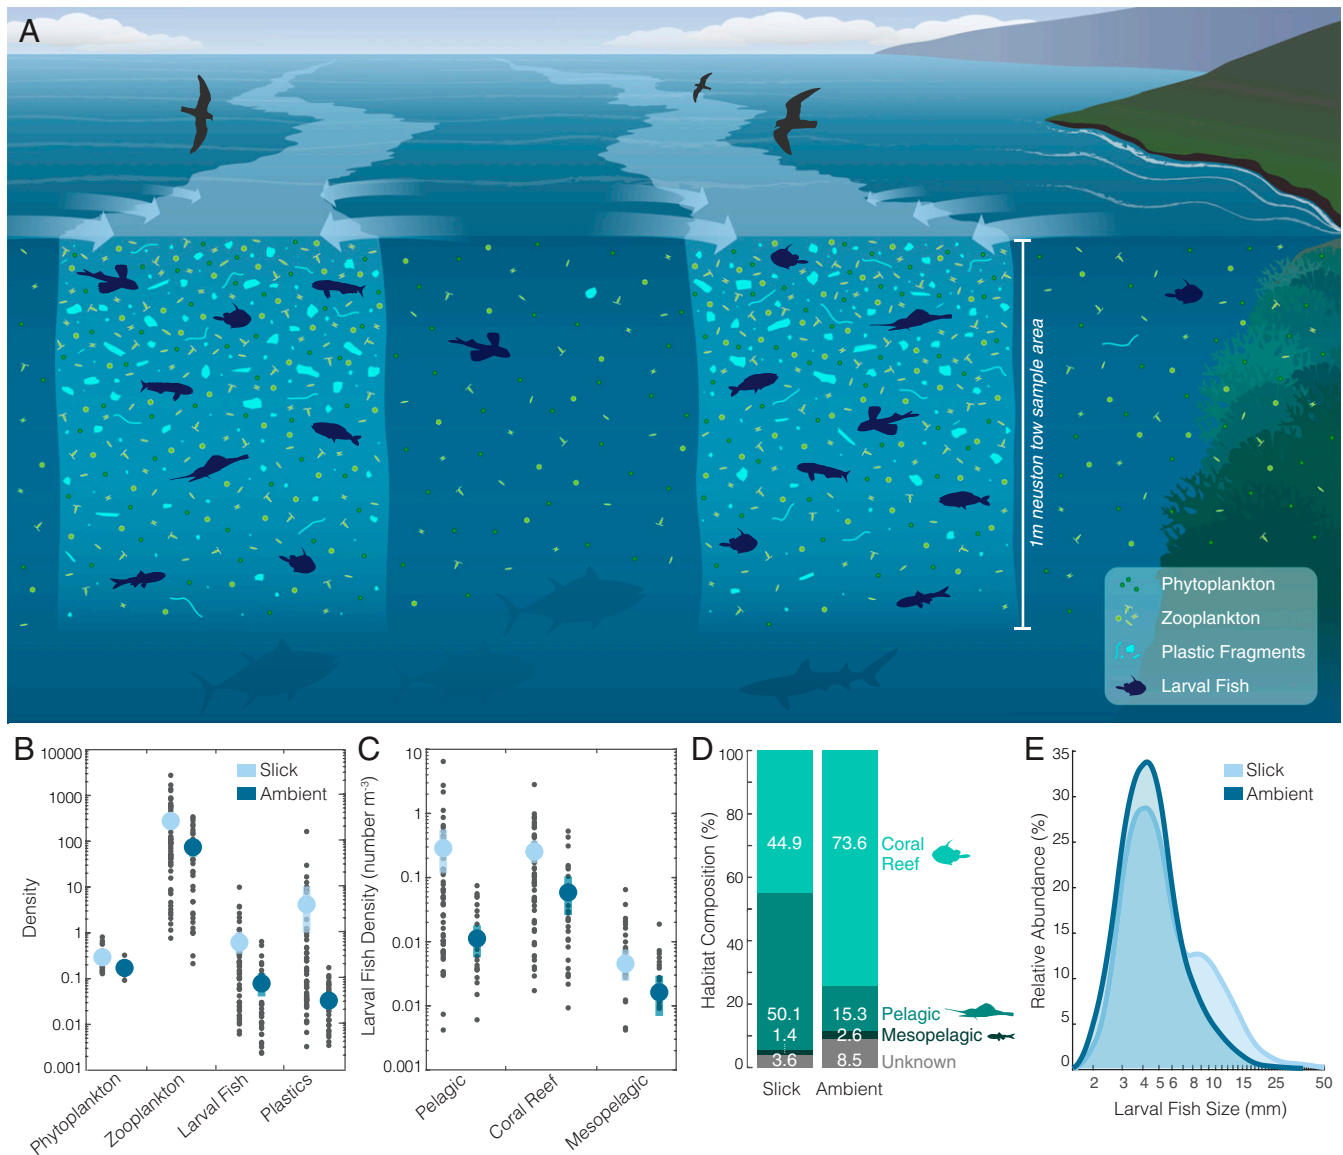 A
1m neuston tow sample area
Phytoplankton
Zooplankton
Plastic Fragments
Larval Fish
B
Density
10000
1000
100
10
1
0.1
0.01
0.001
Slick
Ambient
Phytoplankton
Zooplankton
Larval Fish
Plastics
C
Larval Fish Density (number m⁻³)
10
1
0.1
0.01
0.01
0.001
Pelagic
Coral Reef
Mesopelagic
D
Habitat Composition (%)
100
80
60
40
20
0
44.9
73.6
Coral
Reef
50.1
15.3
Pelagic
1.4
2.6
Mesopelagic
3.6
8.5
Unknown
Slick
Ambient
E
Relative Abundance (%)
35
30
25
20
15
10
5
0
Slick
Ambient
2
3
4
5
6
8
10
15
25
50
Larval Fish Size (mm)